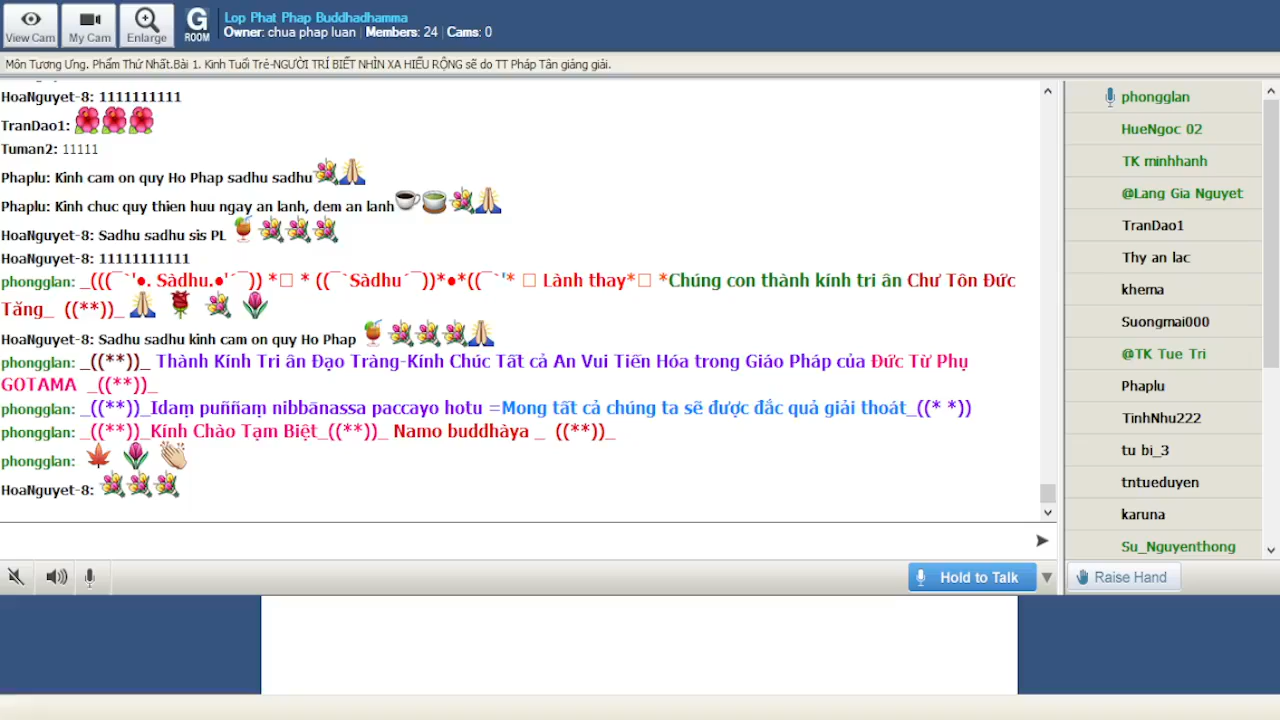 View Cam
My Cam
Enlarge
G
ROOM
Lop Phat Phap Buddhadhamma
Owner: chua phap luan | Members: 24 | Cams: 0
Môn Tương Ưng. Phẩm Thứ Nhất.Bài 1. Kinh Tuổi Trẻ-NGƯỜI TRÍ BIẾT NHÌN XA HIỂU RỘNG sẽ do TT Pháp Tân giảng giải.
HoaNguyet-8: 1111111111
TranDao1:
Tuman2: 11111
Phaplu: Kinh cam on quy Ho Phap sadhu sadhu
Phaplu: Kinh chuc quy thien huu ngay an lanh, dem an lanh
HoaNguyet-8: Sadhu sadhu sis PL
HoaNguyet-8: 11111111111
phongglan: _(((¯`'•. Sàdhu.•'´¯)) *□ * ((¯`Sàdhu´¯))*•*((¯`'* □ Lành thay*□ *Chúng con thành kính tri ân Chư Tôn Đức
Tăng_ ((**))_
HoaNguyet-8: Sadhu sadhu kinh cam on quy Ho Phap
phongglan: _((**))_ Thành Kính Tri ân Đạo Tràng-Kính Chúc Tất cả An Vui Tiến Hóa trong Giáo Pháp của Đức Từ Phụ
GOTAMA _((**))_
phongglan: _((**))_Idaṃ puññaṃ nibbānassa paccayo hotu =Mong tất cả chúng ta sẽ được đắc quả giải thoát_((* *))
phongglan: _((**))_Kính Chào Tạm Biệt_((**))_ Namo buddhàya _ ((**))_
phongglan:
HoaNguyet-8:
Hold to Talk
phongglan
HueNgoc 02
TK minhhanh
@Lang Gia Nguyet
TranDao1
Thy an lac
khema
Suongmai000
@TK Tue Tri
Phaplu
TinhNhu222
tu bi_3
tntueduyen
karuna
Su_Nguyenthong
Raise Hand